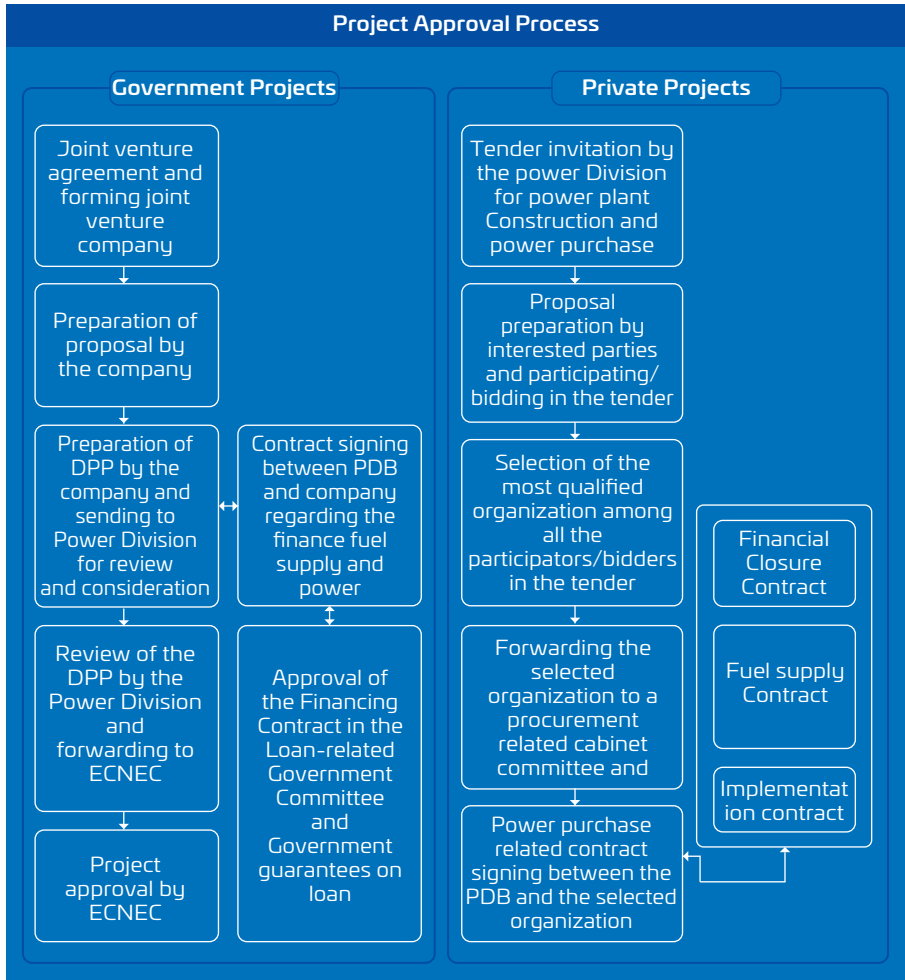 Project Approval Process
Government Projects
Joint venture
agreement and
forming joint
venture
company
Preparation of
proposal by
the company
Preparation of
DPP by the
company and
sending to
Power Division
for review
and consideration
Contract signing
between PDB
and company
regarding the
finance fuel
supply and
power
Review of the
DPP by the
Power Division
and
forwarding to
ECNEC
Approval of
the Financing
Contract in the
Loan-related
Government
Committee
and
Government
guarantees on
loan
Project
approval by
ECNEC
Private Projects
Tender invitation by
the power Division
for power plant
Construction and
power purchase
Proposal
preparation by
interested parties
and participating/
bidding in the tender
Selection of the
most qualified
organization among
all the
participators/bidders
in the tender
Forwarding the
selected
organization to a
procurement
related cabinet
committee and
Power purchase
related contract
signing between the
PDB and the selected
organization
Financial
Closure
Contract
Fuel supply
Contract
Implementat
ion contract